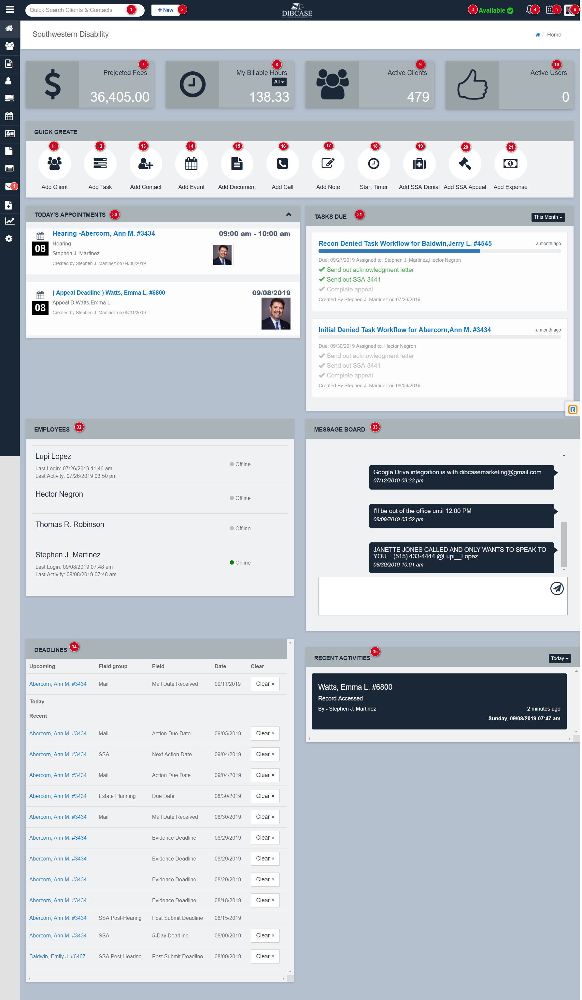 Quick Search Clients & Contacts 1
+ New 2
DIBCASE
3 Available
4
5
6
Southwestern Disability
/ Home
7
Projected Fees
36,405.00
8
My Billable Hours
All
138.33
9
Active Clients
479
10
Active Users
0
QUICK CREATE
11 12 13 14 15 16 17 18 19 20 21
Add Client Add Task Add Contact Add Event Add Document Add Call Add Note Start Timer Add SSA Denial Add SSA Appeal Add Expense
1
TODAY'S APPOINTMENTS 30
Hearing -Abercorn, Ann M. #3434 09:00 am - 10:00 am
08
Hearing
Stephen J. Martinez
Created by Stephen J. Martinez on 04/30/2019
( Appeal Deadline ) Watts, Emma L. #6800 09/08/2019
08
Appeal D Watts,Emma L
Created by Stephen J. Martinez on 05/31/2019
TASKS DUE 31 This Month
Recon Denied Task Workflow for Baldwin,Jerry L. #4545 a month ago
Due: 09/27/2019 Assigned to: Stephen J. Martinez,Hector Negron
Send out acknowledgment letter
Send out SSA-3441
Complete appeal
Created By Stephen J. Martinez on 07/26/2019
Initial Denied Task Workflow for Abercorn,Ann M. #3434 a month ago
Due: 09/30/2019 Assigned to: Hector Negron
Send out acknowledgment letter
Send out SSA-3441
Complete appeal
Created By Stephen J. Martinez on 08/09/2019
EMPLOYEES 32
Lupi Lopez
Last Login: 07/26/2019 11:46 am
Last Activity: 07/26/2019 03:50 pm
Offline
Hector Negron
Offline
Thomas R. Robinson
Offline
Stephen J. Martinez
Last Login: 09/08/2019 07:48 am
Last Activity: 09/08/2019 07:48 am
Online
MESSAGE BOARD 33
Google Drive integration is with dibcasemarketing@gmail.com
07/12/2019 09:33 pm
I'll be out of the office until 12:00 PM
08/09/2019 03:52 pm
JANETTE JONES CALLED AND ONLY WANTS TO SPEAK TO
YOU... (515) 433-4444 @Lupi__Lopez
08/30/2019 10:01 am
DEADLINES 34
Upcoming Field group Field Date Clear
Abercorn, Ann M. #3434 Mail Mail Date Received 09/11/2019 Clear ×
Today
Recent
Abercorn, Ann M. #3434 Mail Action Due Date 09/05/2019 Clear ×
Abercorn, Ann M. #3434 SSA Next Action Date 09/04/2019 Clear ×
Abercorn, Ann M. #3434 Mail Action Due Date 09/04/2019 Clear ×
Abercorn, Ann M. #3434 Estate Planning Due Date 08/30/2019 Clear ×
Abercorn, Ann M. #3434 Mail Mail Date Received 08/30/2019 Clear ×
Abercorn, Ann M. #3434 Evidence Deadline 08/29/2019 Clear ×
Abercorn, Ann M. #3434 Evidence Deadline 08/29/2019 Clear ×
Abercorn, Ann M. #3434 Evidence Deadline 08/20/2019 Clear ×
Abercorn, Ann M. #3434 Evidence Deadline 08/18/2019 Clear ×
Abercorn, Ann M. #3434 SSA Post-Hearing Post Submit Deadline 08/15/2019
Abercorn, Ann M. #3434 SSA 5-Day Deadline 08/09/2019 Clear ×
Baldwin, Emily J. #6467 SSA Post-Hearing Post Submit Deadline 08/09/2019 Clear ×
RECENT ACTIVITIES 35 Today
Watts, Emma L. #6800
Record Accessed
By - Stephen J. Martinez 2 minutes ago
Sunday, 09/08/2019 07:47 am